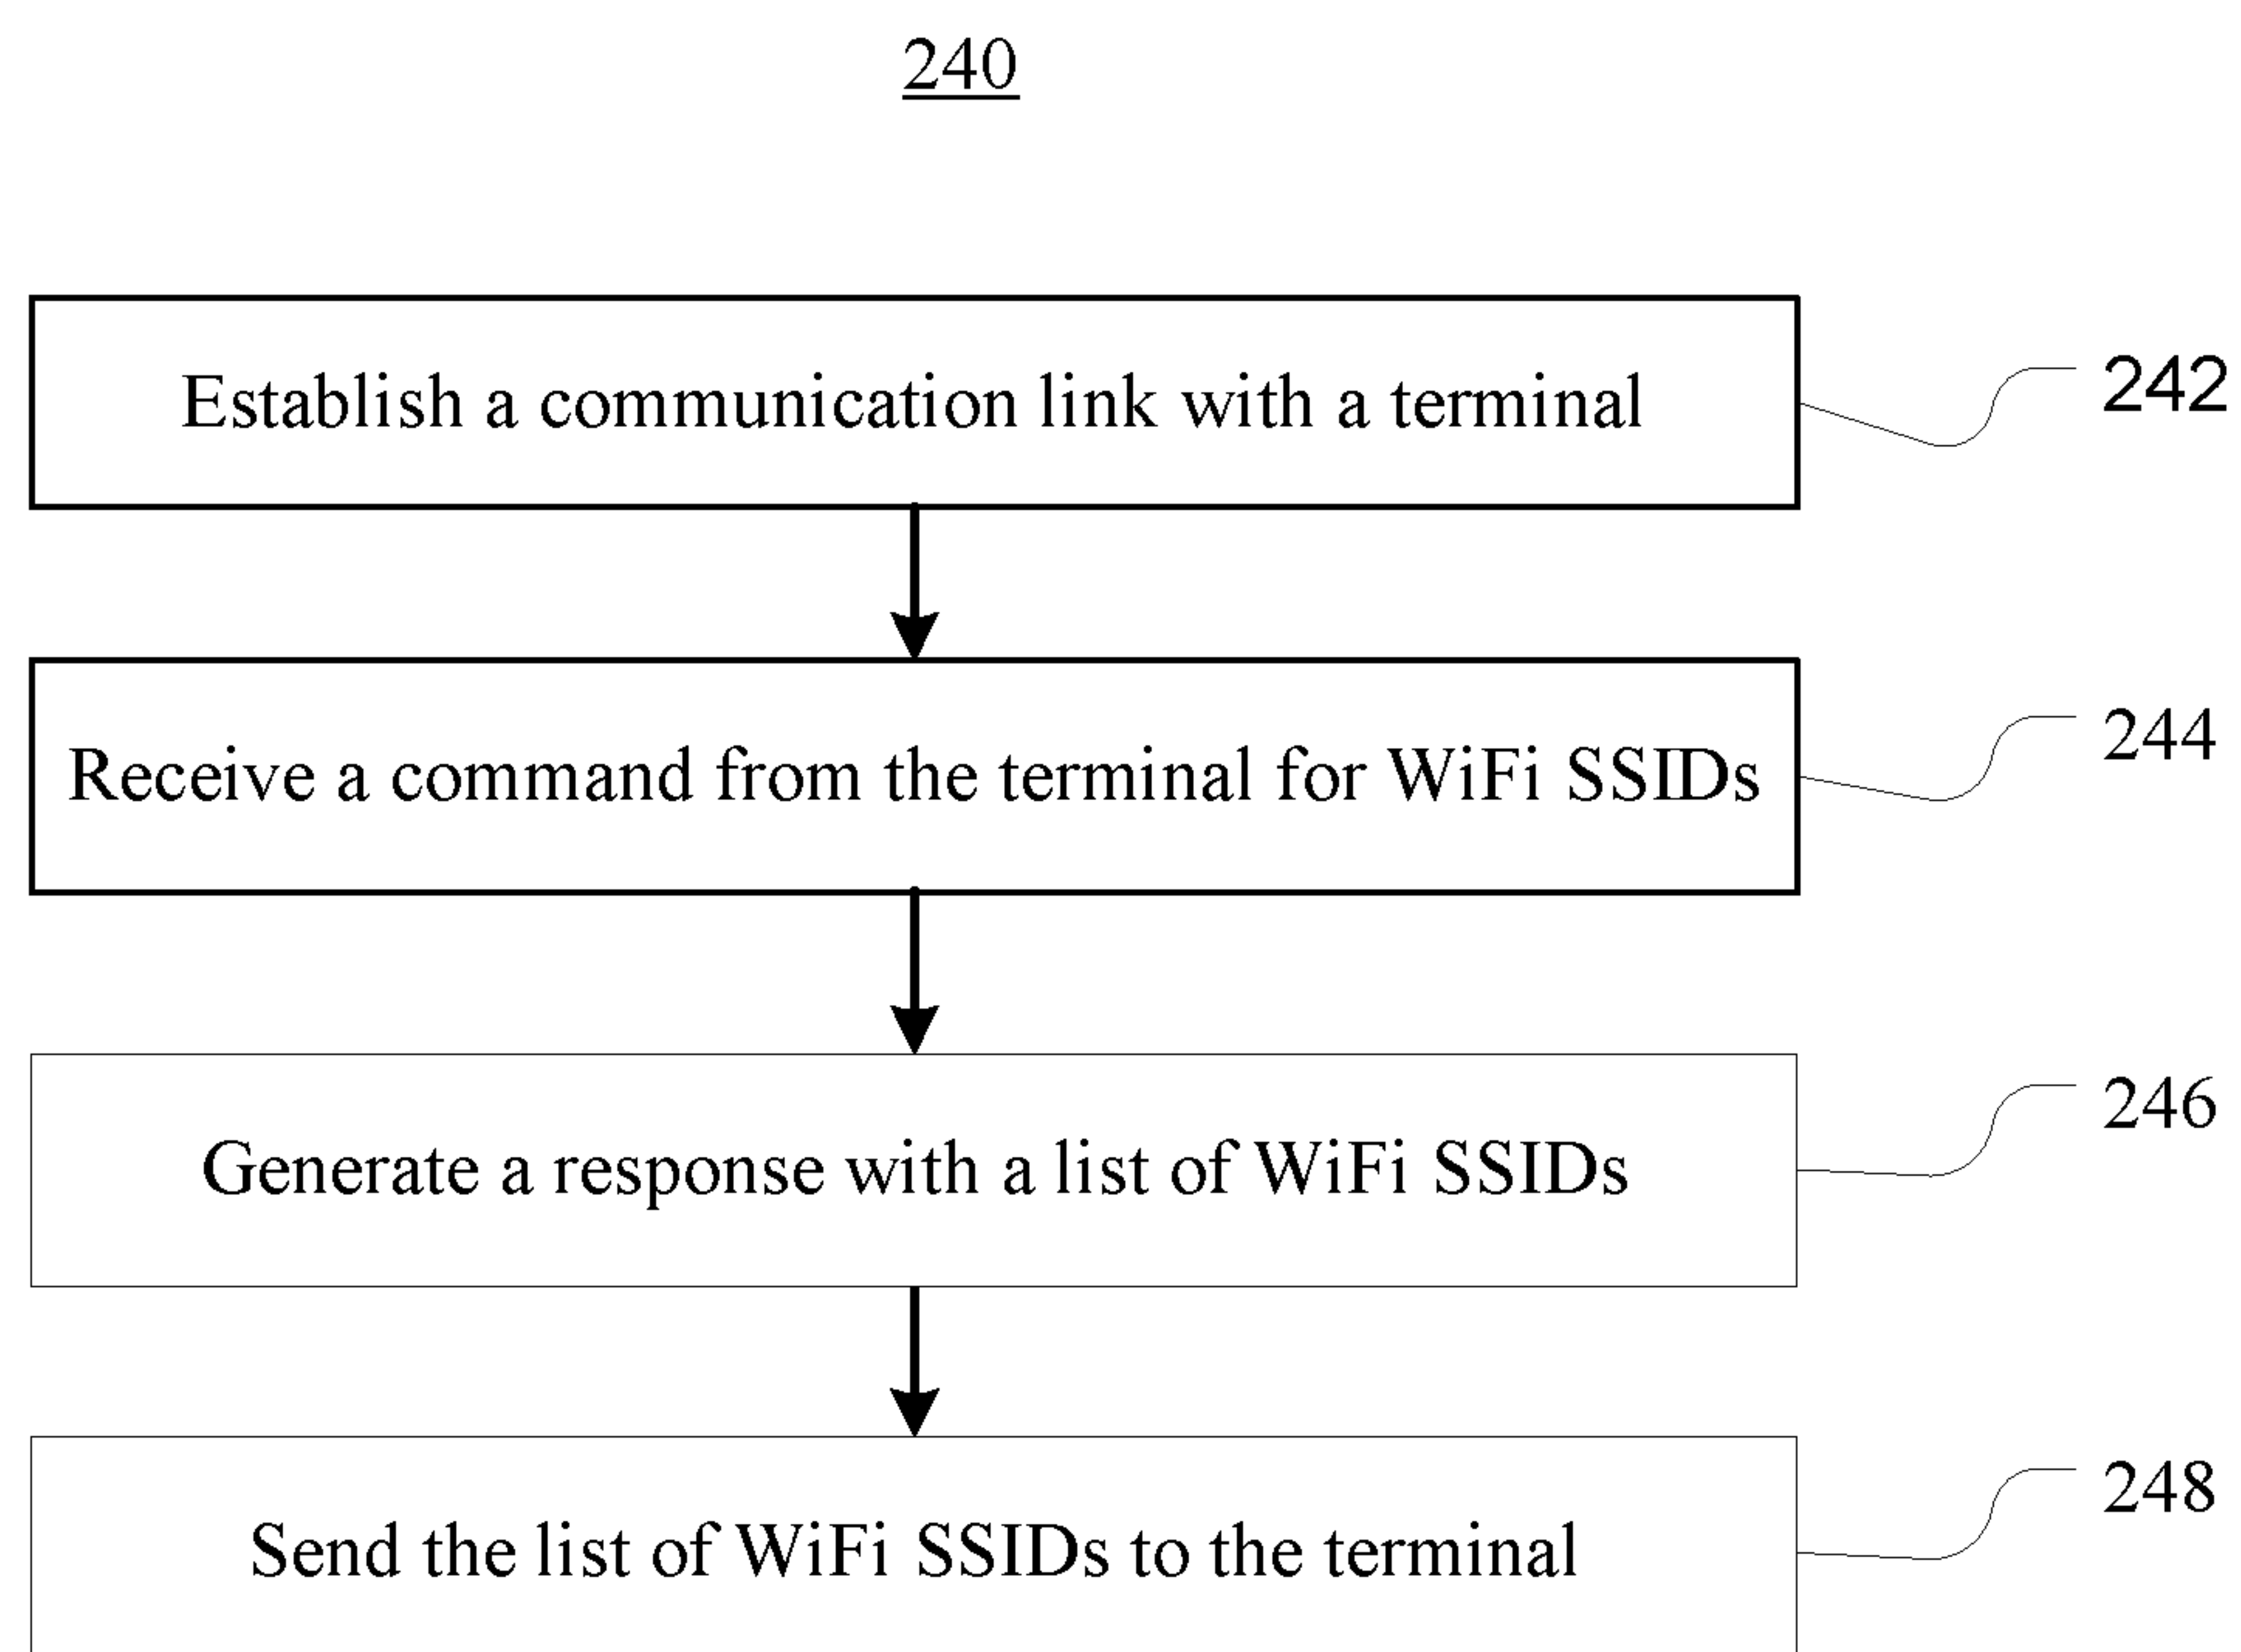 240
Establish a communication link with a terminal
242
Receive a command from the terminal for WiFi SSIDs
244
Generate a response with a list of WiFi SSIDs
246
Send the list of WiFi SSIDs to the terminal
248